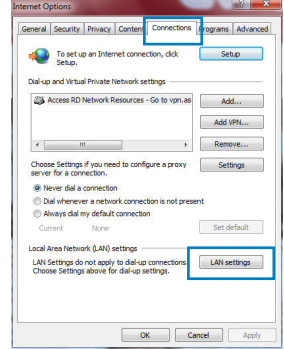 Internet Options
General Security Privacy Content Connections Programs Advanced
To set up an Internet connection, click Setup. Setup
Dial-up and Virtual Private Network settings
Access RD Network Resources - Go to vpn.as
Add...
Add VPN...
Remove...
Choose Settings if you need to configure a proxy server for a connection. Settings
Never dial a connection
Dial whenever a network connection is not present
Always dial my default connection
Current None Set default
Local Area Network (LAN) settings
LAN Settings do not apply to dial-up connections. Choose Settings above for dial-up settings. LAN settings
OK Cancel Apply